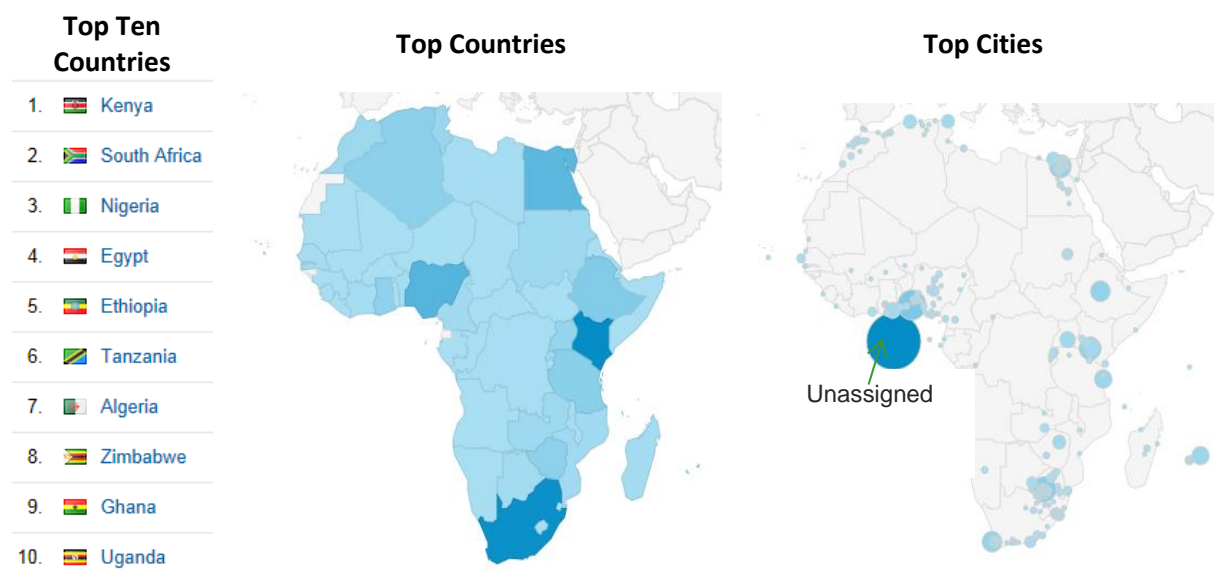 Top Ten
Countries
1. Kenya
2. South Africa
3. Nigeria
4. Egypt
5. Ethiopia
6. Tanzania
7. Algeria
8. Zimbabwe
9. Ghana
10. Uganda
Top Countries
Top Cities
Unassigned